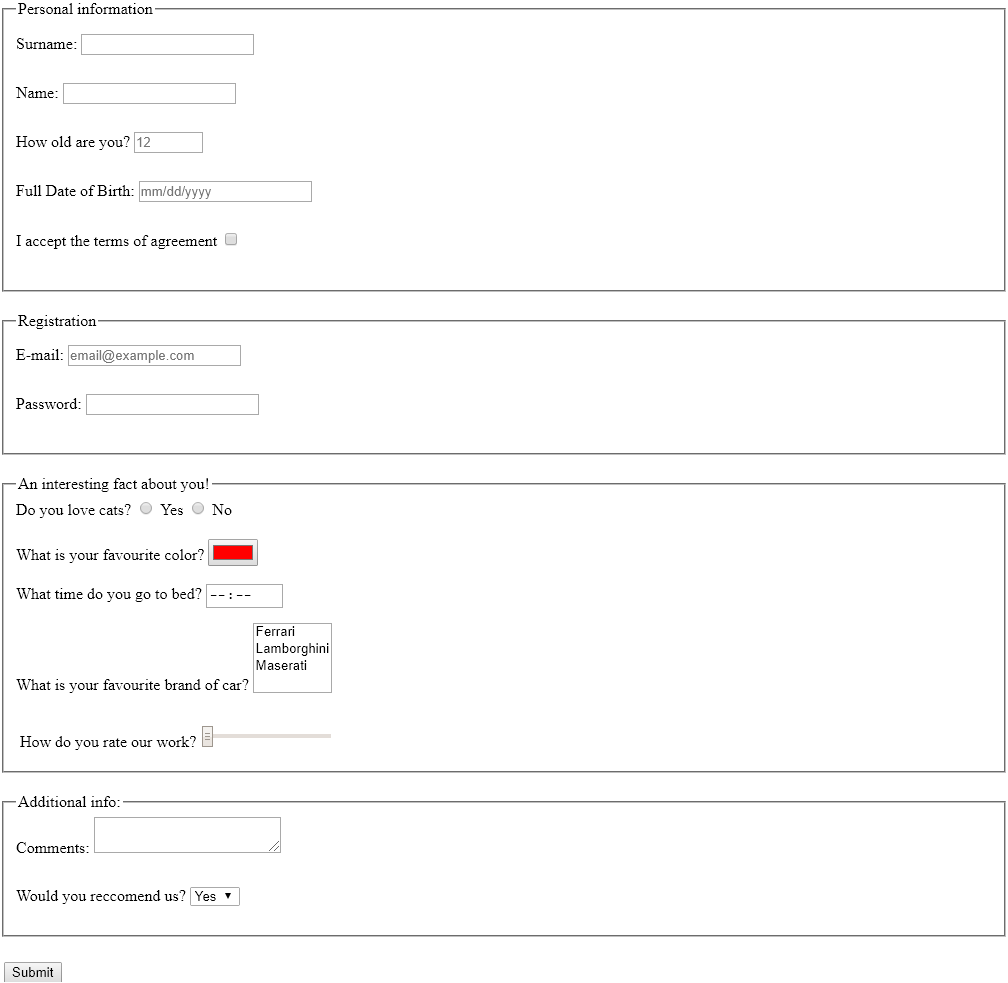 Personal information
Surname:
Name:
How old are you? 12
Full Date of Birth: mm/dd/yyyy
I accept the terms of agreement
Registration
E-mail: email@example.com
Password:
An interesting fact about you!
Do you love cats? Yes No
What is your favourite color?
What time do you go to bed? --:--
Ferrari
Lamborghini
Maserati
What is your favourite brand of car?
How do you rate our work?
Additional info:
Comments:
Would you reccomend us? Yes
Submit